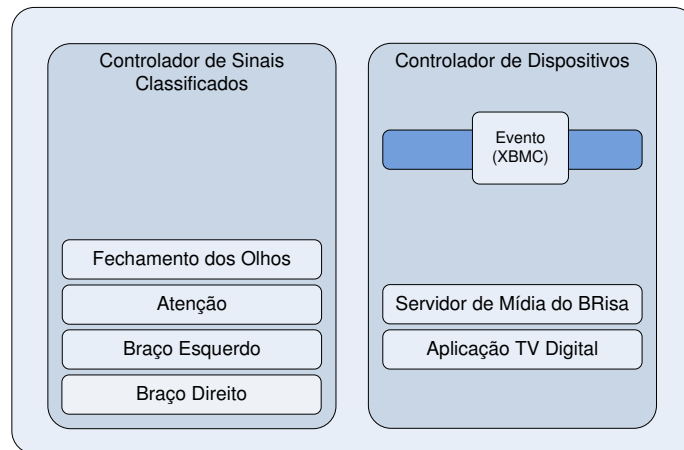 Controlador de Sinais
Classificados
Fechamento dos Olhos
Atenção
Braço Esquerdo
Braço Direito
Controlador de Dispositivos
Evento
(XBMC)
Servidor de Mídia do BRisa
Aplicação TV Digital